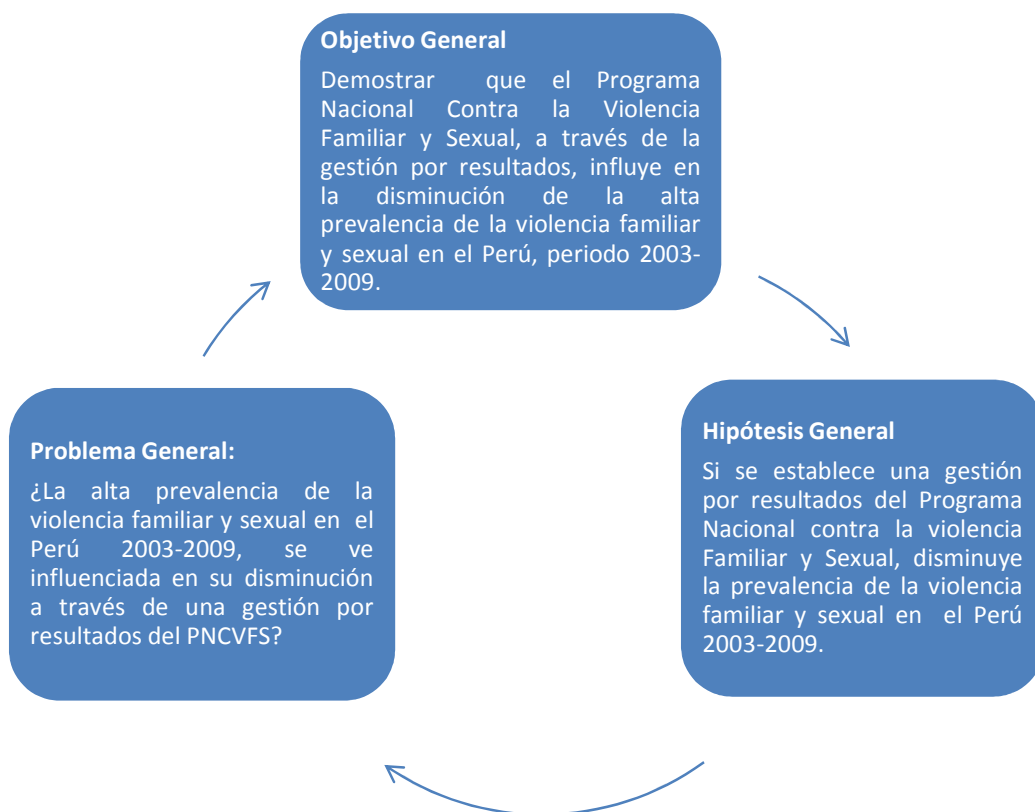 Objetivo General
Demostrar que el Programa
Nacional Contra la Violencia
Familiar y Sexual, a través de la
gestión por resultados, influye en
la disminución de la alta
prevalencia de la violencia familiar
y sexual en el Perú, periodo 2003-
2009.
Problema General:
¿La alta prevalencia de la
violencia familiar y sexual en el
Perú 2003-2009, se ve
influenciada en su disminución
a través de una gestión por
resultados del PNCVFS?
Hipótesis General
Si se establece una gestión
por resultados del Programa
Nacional contra la violencia
Familiar y Sexual, disminuye
la prevalencia de la violencia
familiar y sexual en el Perú
2003-2009.